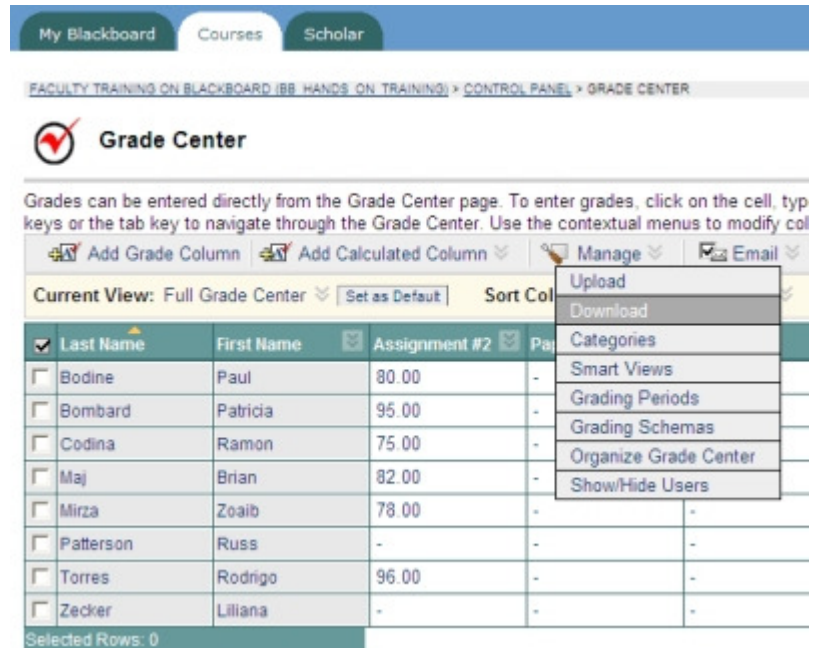 My Blackboard Courses Scholar
FACULTY TRAINING ON BLACKBOARD (BB_HANDS_ON_TRAINING) > CONTROL PANEL > GRADE CENTER
Grade Center
Grades can be entered directly from the Grade Center page. To enter grades, click on the cell, typ
keys or the tab key to navigate through the Grade Center. Use the contextual menus to modify col
Add Grade Column Add Calculated Column Manage Email
Current View: Full Grade Center Set as Default Sort Col
Upload
Download
Categories
Smart Views
Grading Periods
Grading Schemas
Organize Grade Center
Show/Hide Users
Last Name First Name Assignment #2 Pap
Bodine Paul 80.00 -
Bombard Patricia 95.00 -
Codina Ramon 75.00 -
Maj Brian 82.00 -
Mirza Zoaib 78.00 - -
Patterson Russ - - -
Torres Rodrigo 96.00 - -
Zecker Liliana - - -
Selected Rows: 0